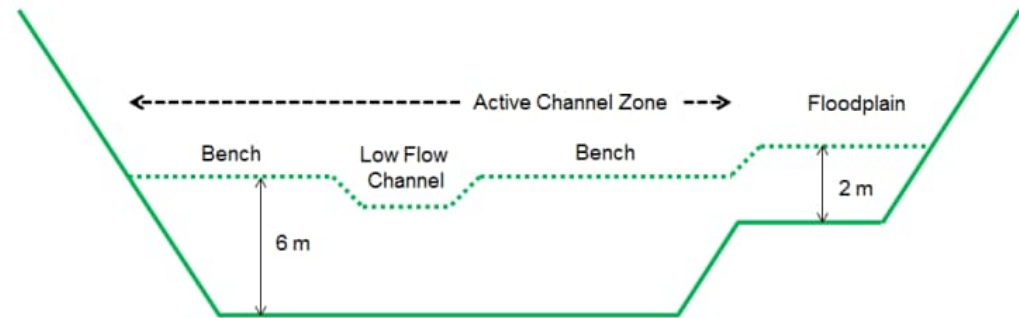 Active Channel Zone
Floodplain
Bench
Low Flow
Channel
Bench
2 m
6 m